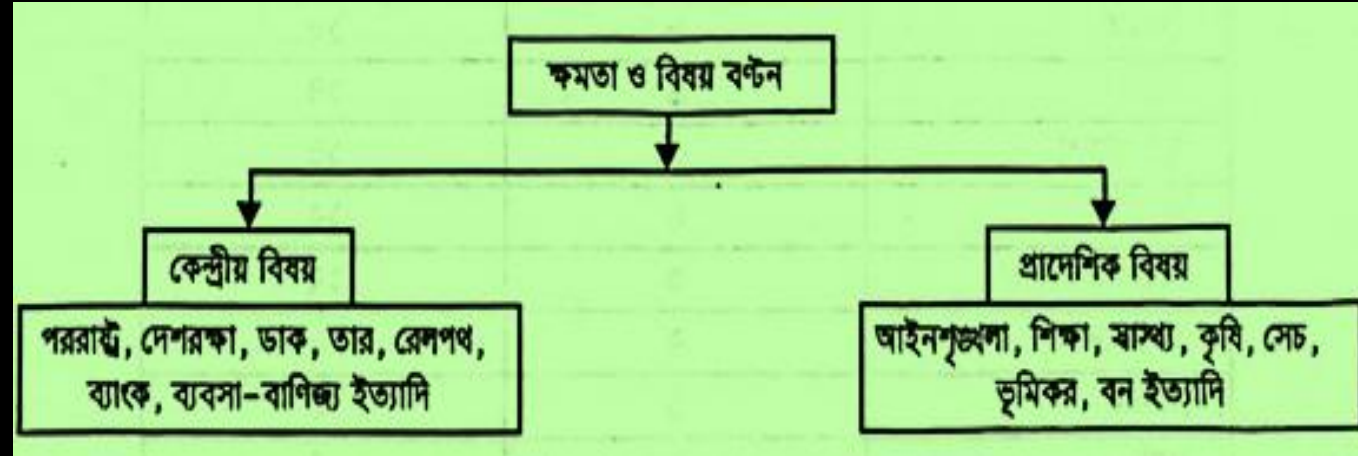 ক্ষমতা ও বিষয় বণ্টন
কেন্দ্রীয় বিষয়
পররাষ্ট্র, দেশরক্ষা, ডাক, তার, রেলপথ,
ব্যাংক, ব্যবসা-বাণিজ্য ইত্যাদি
প্রাদেশিক বিষয়
আইনশৃঙ্খলা, শিক্ষা, স্বাস্থ্য, কৃষি, সেচ,
ভূমিকর, বন ইত্যাদি